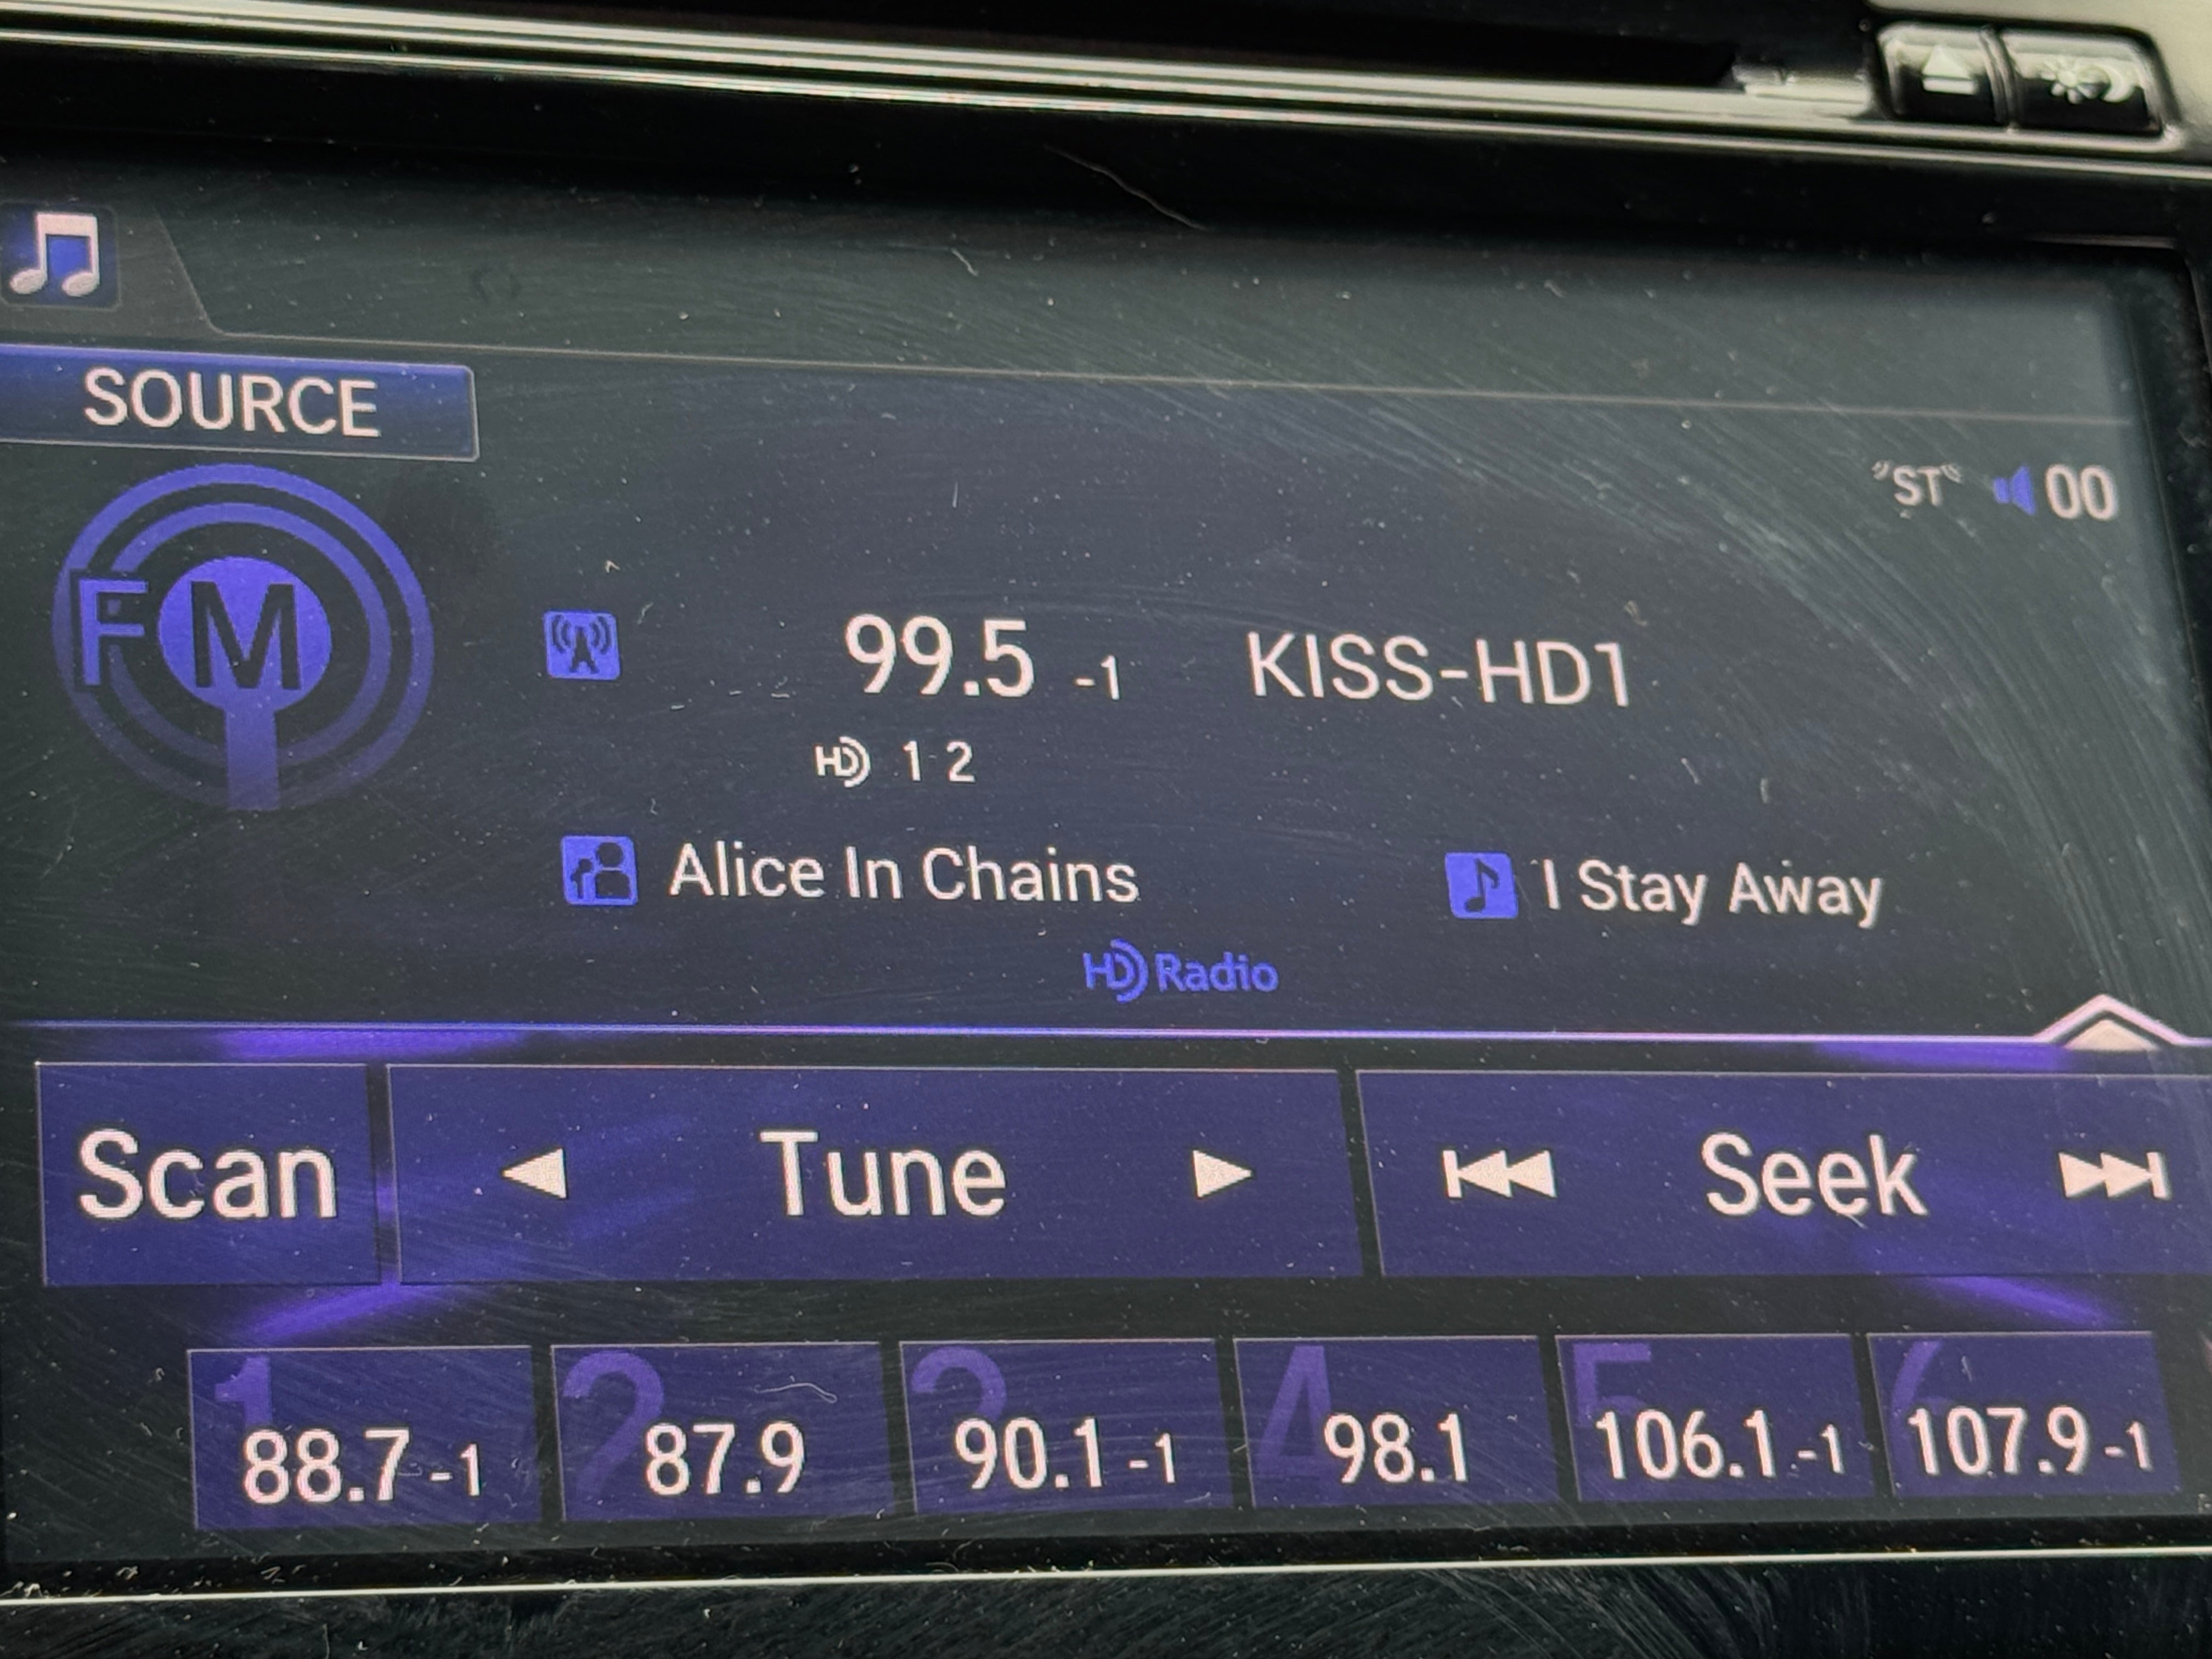 SOURCE
ST 00
FM
99.5 -1 KISS-HD1
HD 1 2
Alice In Chains I Stay Away
HD Radio
Scan Tune Seek
1 2 3 4 5 6
88.7-1 87.9 90.1-1 98.1 106.1-1 107.9-1